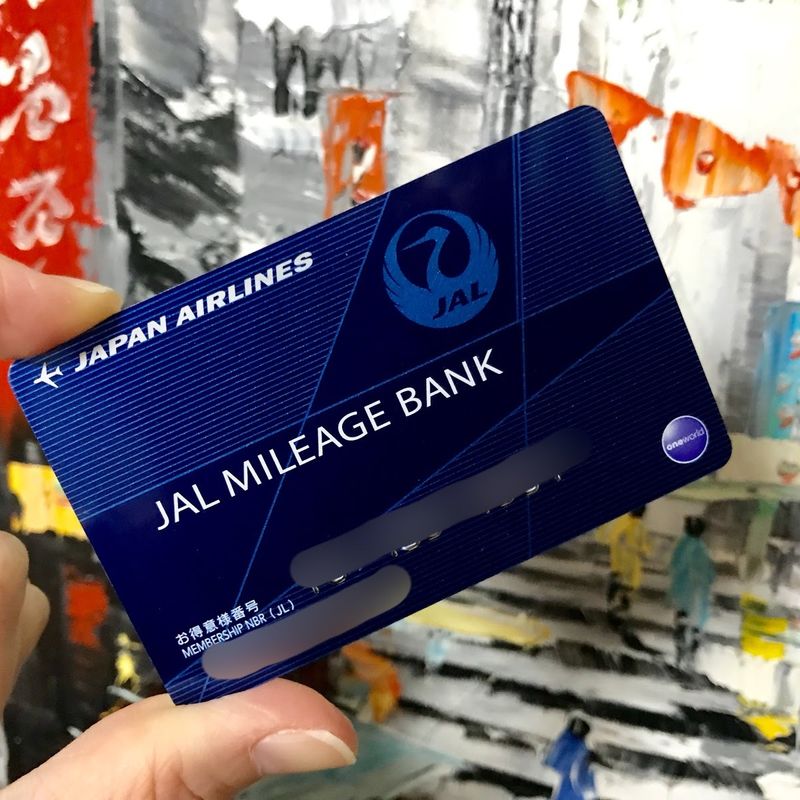 JAPAN AIRLINES
JAL
JAL MILEAGE BANK
oneworld
お得意様番号
MEMBERSHIP NBR (JL)